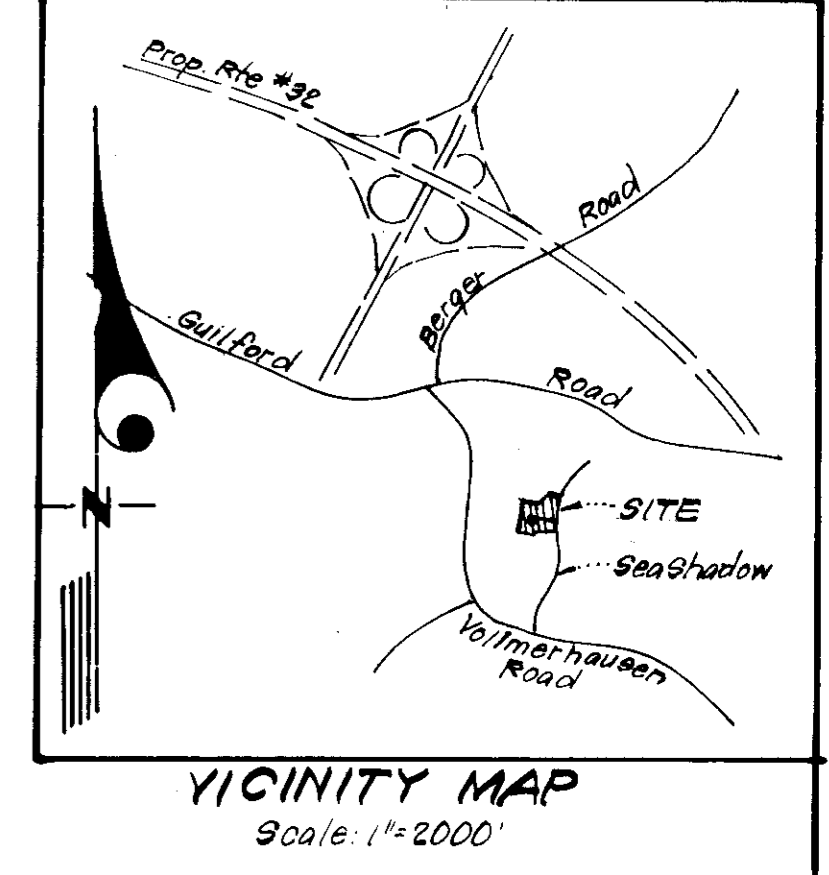 Prop. Rte #32
Road
Berger
Guilford
Road
N
SITE
SeaShadow
Vollmerhausen
Road
VICINITY MAP
Scale: 1"=2000'